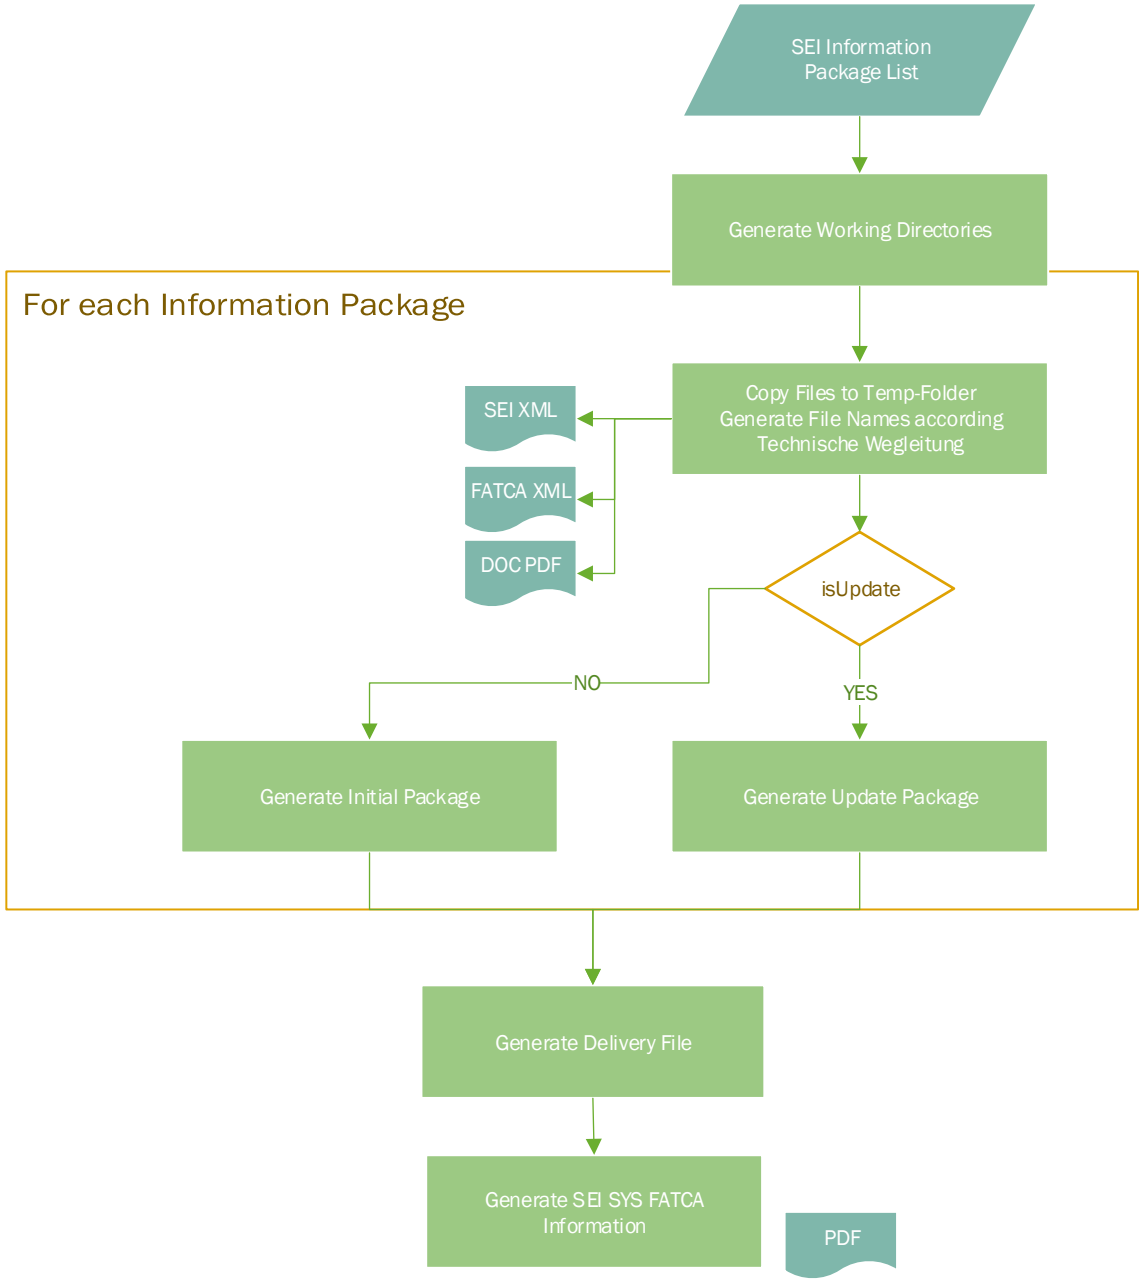 SEI Information
Package List
Generate Working Directories
For each Information Package
Copy Files to Temp-Folder
Generate File Names according
Technische Wegleitung
SEI XML
FATCA XML
DOC PDF
isUpdate
NO
YES
Generate Initial Package
Generate Update Package
Generate Delivery File
Generate SEI SYS FATCA
Information
PDF